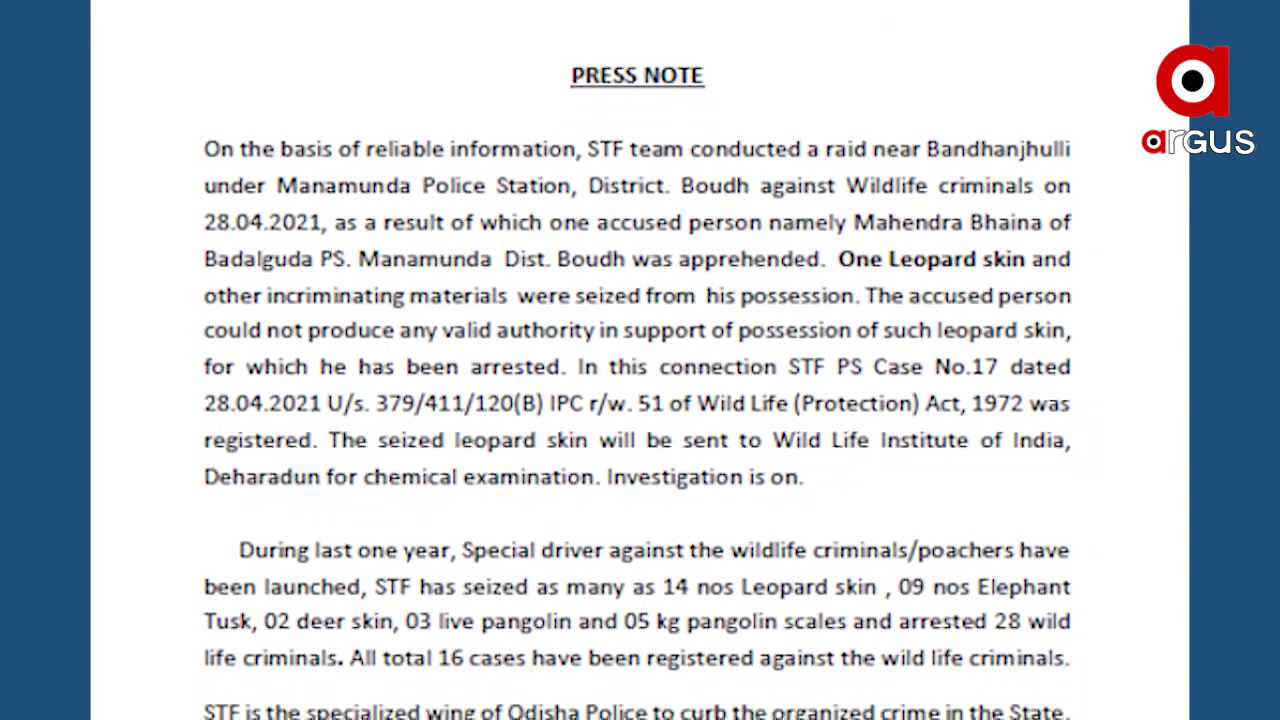 PRESS NOTE
argus
On the basis of reliable information, STF team conducted a raid near Bandhanjhulli
under Manamunda Police Station, District. Boudh against Wildlife criminals on
28.04.2021, as a result of which one accused person namely Mahendra Bhaina of
Badalguda PS. Manamunda Dist. Boudh was apprehended. One Leopard skin and
other incriminating materials were seized from his possession. The accused person
could not produce any valid authority in support of possession of such leopard skin,
for which he has been arrested. In this connection STF PS Case No.17 dated
28.04.2021 U/s. 379/411/120(B) IPC r/w. 51 of Wild Life (Protection) Act, 1972 was
registered. The seized leopard skin will be sent to Wild Life Institute of India,
Deharadun for chemical examination. Investigation is on.
During last one year, Special driver against the wildlife criminals/poachers have
been launched, STF has seized as many as 14 nos Leopard skin , 09 nos Elephant
Tusk, 02 deer skin, 03 live pangolin and 05 kg pangolin scales and arrested 28 wild
life criminals. All total 16 cases have been registered against the wild life criminals.
STF is the specialized wing of Odisha Police to curb the organized crime in the State.